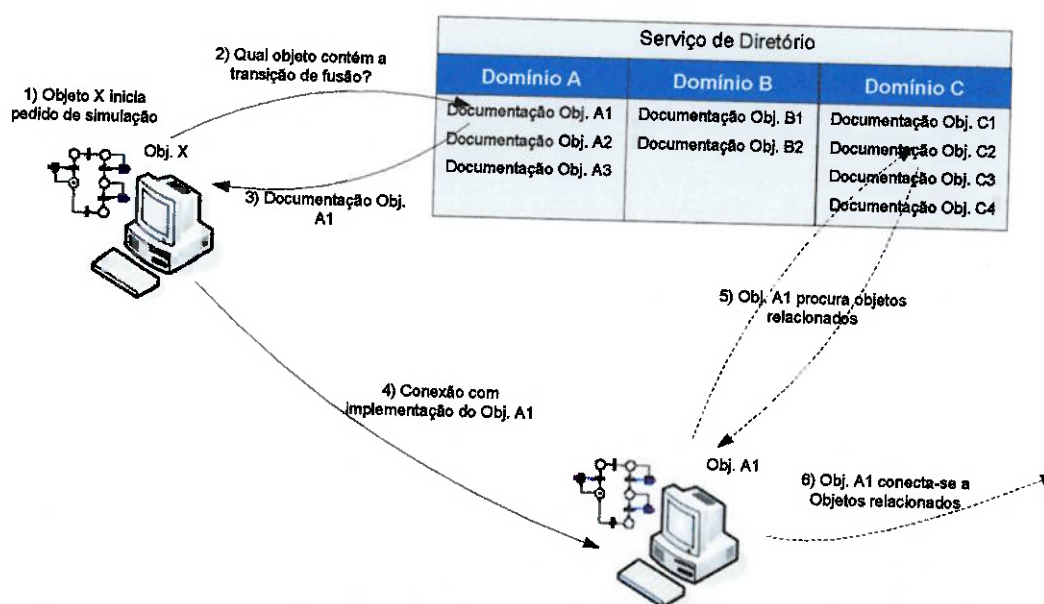 Serviço de Diretório
Domínio A
Domínio B
Domínio C
Documentação Obj. A1
Documentação Obj. A2
Documentação Obj. A3
Documentação Obj. B1
Documentação Obj. B2
Documentação Obj. C1
Documentação Obj. C2
Documentação Obj. C3
Documentação Obj. C4
1) Objeto X inicia
pedido de simulação
Obj. X
2) Qual objeto contém a
transição de fusão?
3) Documentação Obj.
A1
4) Conexão com
implementação do Obj. A1
5) Obj. A1 procura objetos
relacionados
Obj. A1
6) Obj. A1 conecta-se a
Objetos relacionados